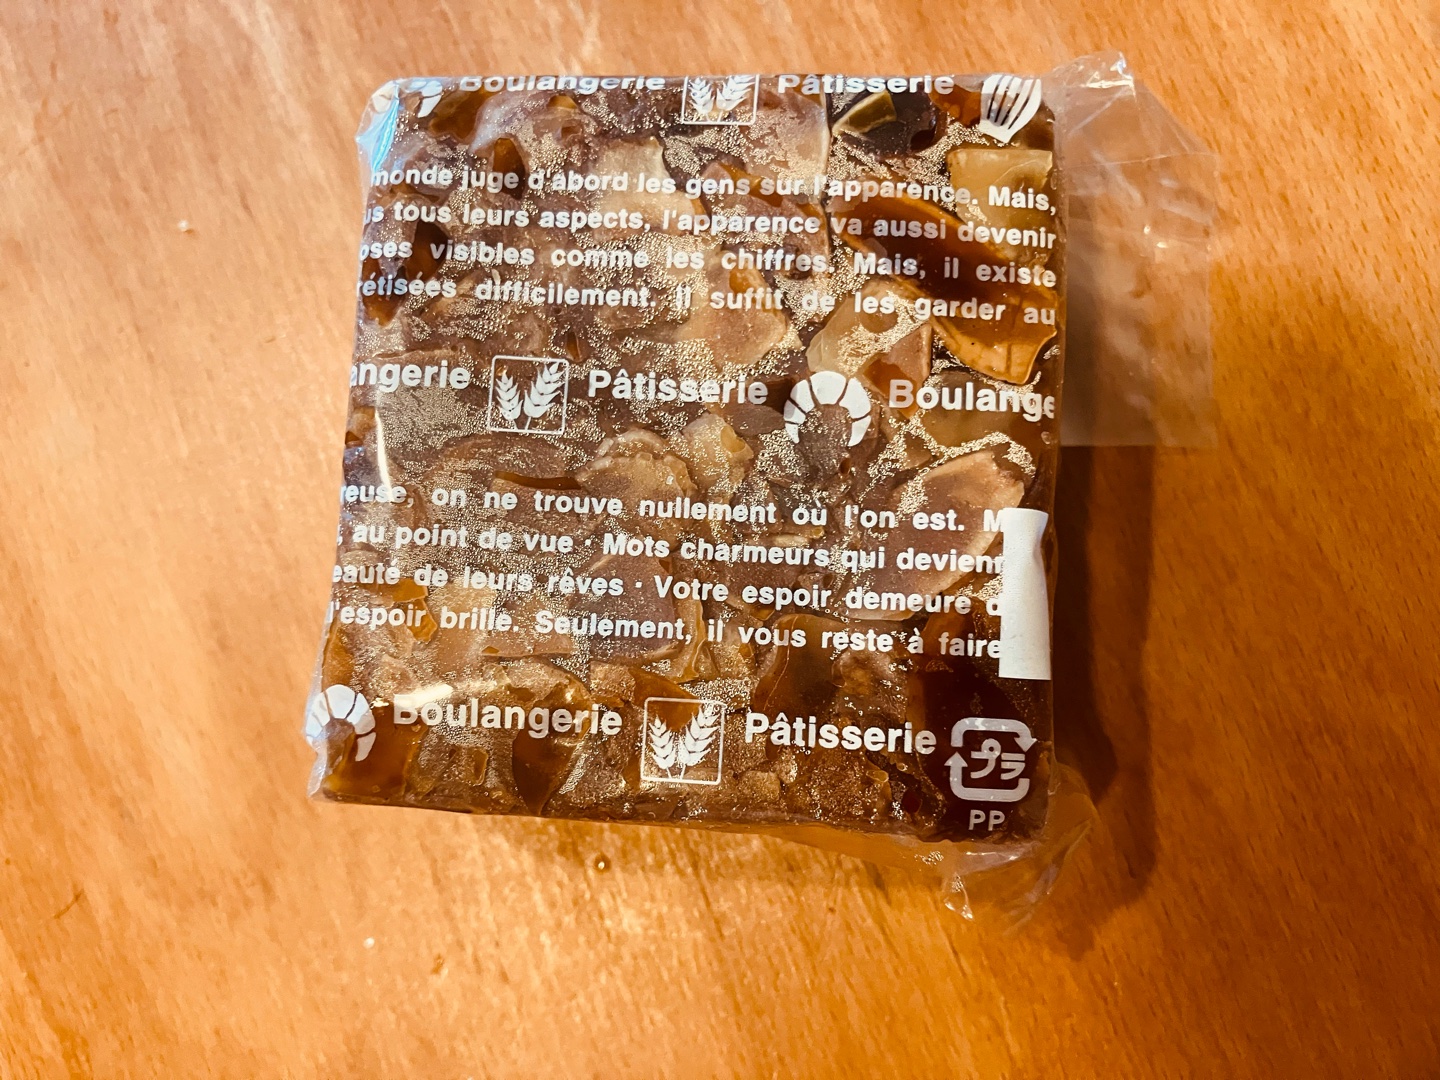 Boulangerie Pâtisserie
monde juge d'abord les gens sur l'apparence. Mais,
us tous leurs aspects, l'apparence va aussi devenir
oses visibles comme les chiffres. Mais, il existe
rétisées difficilement. Il suffit de les garder au
angerie Pâtisserie Boulange
reuse, on ne trouve nullement où l'on est. M
, au point de vue · Mots charmeurs qui devienn
eauté de leurs rêves · Votre espoir demeure d
l'espoir brille. Seulement, il vous reste à faire
Boulangerie Pâtisserie
プラ
PP